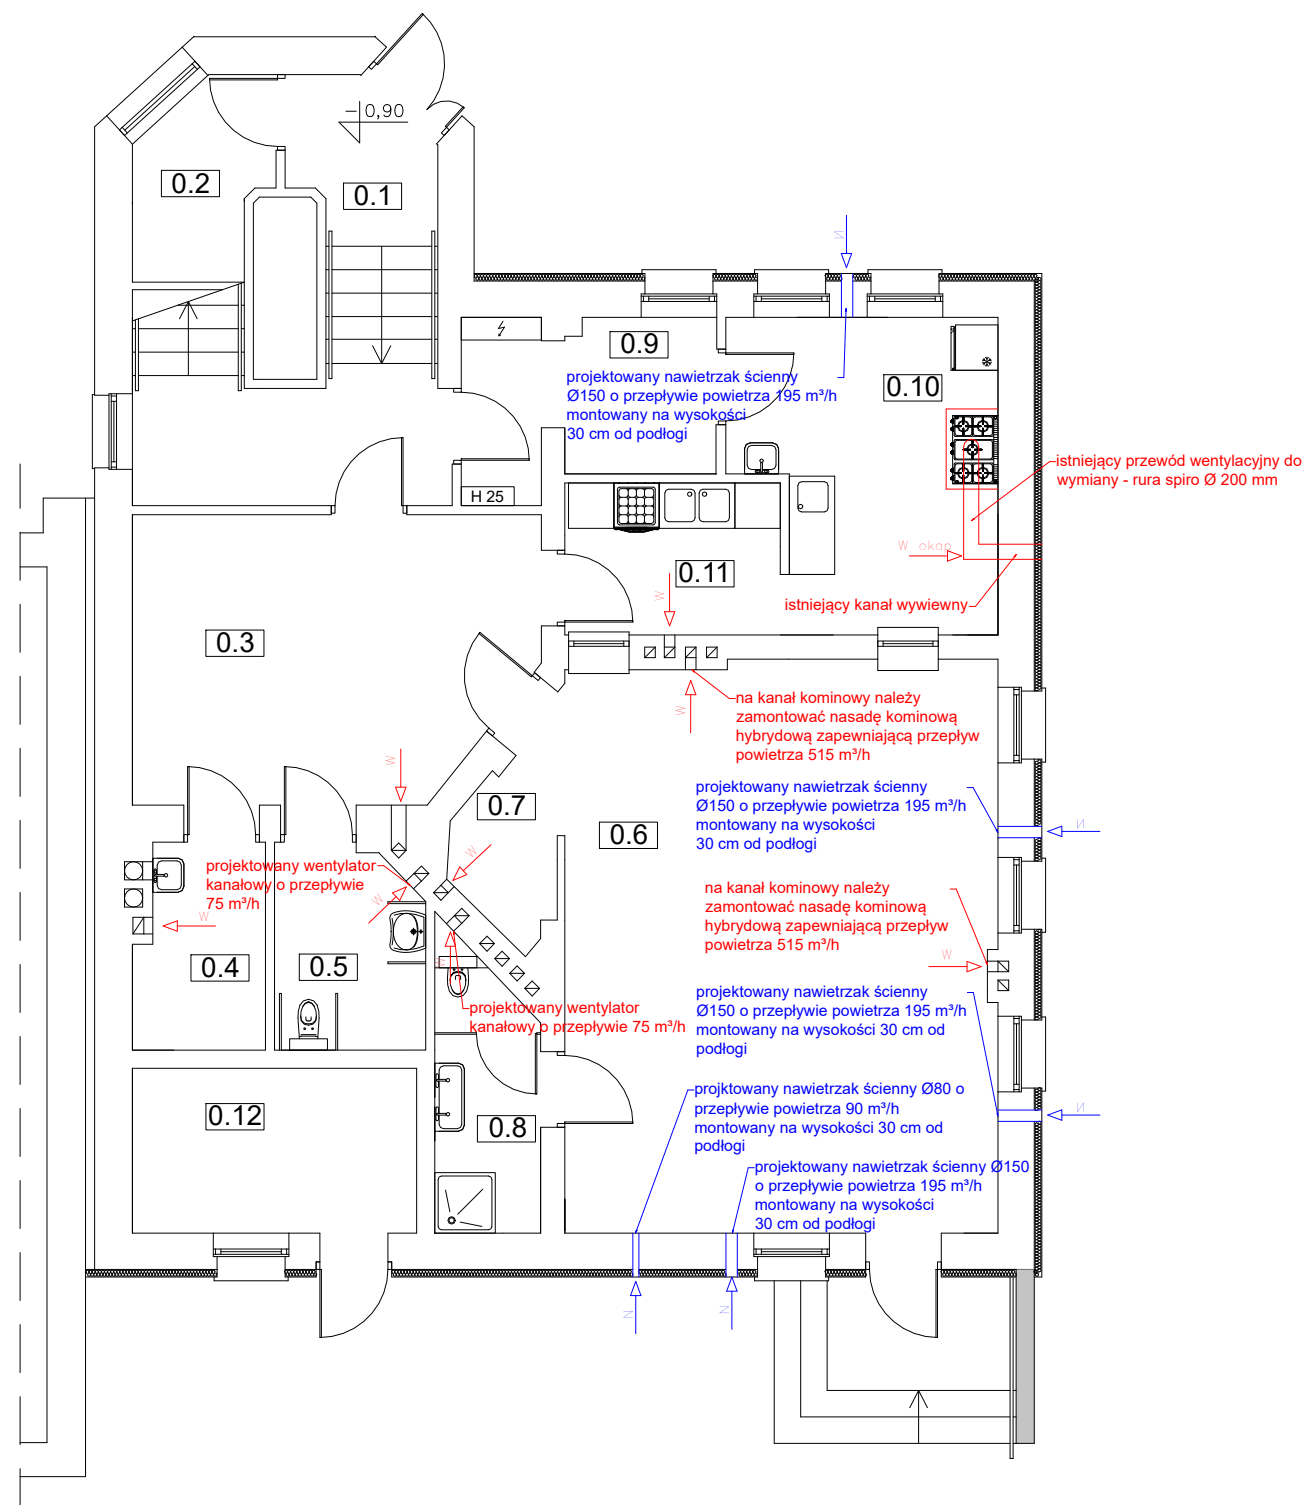 -0,90
0.2
0.1
N
0.9
projektowany nawietrzak ścienny
Ø150 o przepływie powietrza 195 m³/h
montowany na wysokości
30 cm od podłogi
0.10
istniejący przewód wentylacyjny do
wymiany - rura spiro Ø 200 mm
H 25
W okap
0.11
W
istniejący kanał wywiewny
0.3
W
na kanał kominowy należy
zamontować nasadę kominową
hybrydową zapewniającą przepływ
powietrza 515 m³/h
W
projektowany nawietrzak ścienny
Ø150 o przepływie powietrza 195 m³/h
montowany na wysokości
30 cm od podłogi
N
0.7
0.6
W
projektowany wentylator
kanałowy o przepływie
75 m³/h
W
W
na kanał kominowy należy
zamontować nasadę kominową
hybrydową zapewniającą przepływ
powietrza 515 m³/h
W
W
0.4
0.5
projektowany nawietrzak ścienny
Ø150 o przepływie powietrza 195 m³/h
montowany na wysokości 30 cm od
podłogi
projektowany wentylator
kanałowy o przepływie 75 m³/h
projktowany nawietrzak ścienny Ø80 o
przepływie powietrza 90 m³/h
montowany na wysokości 30 cm od
podłogi
N
0.12
0.8
projektowany nawietrzak ścienny Ø150
o przepływie powietrza 195 m³/h
montowany na wysokości
30 cm od podłogi
N
N